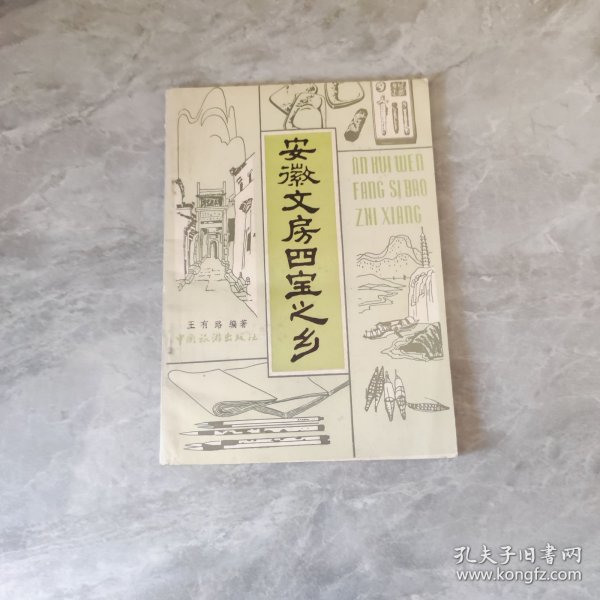 安徽文房四宝之乡
AN HUI WEN
FANG SI BAO
ZHI XIANG
王有路 编著
中国旅游出版社
孔夫子旧书网
www.kongfz.com